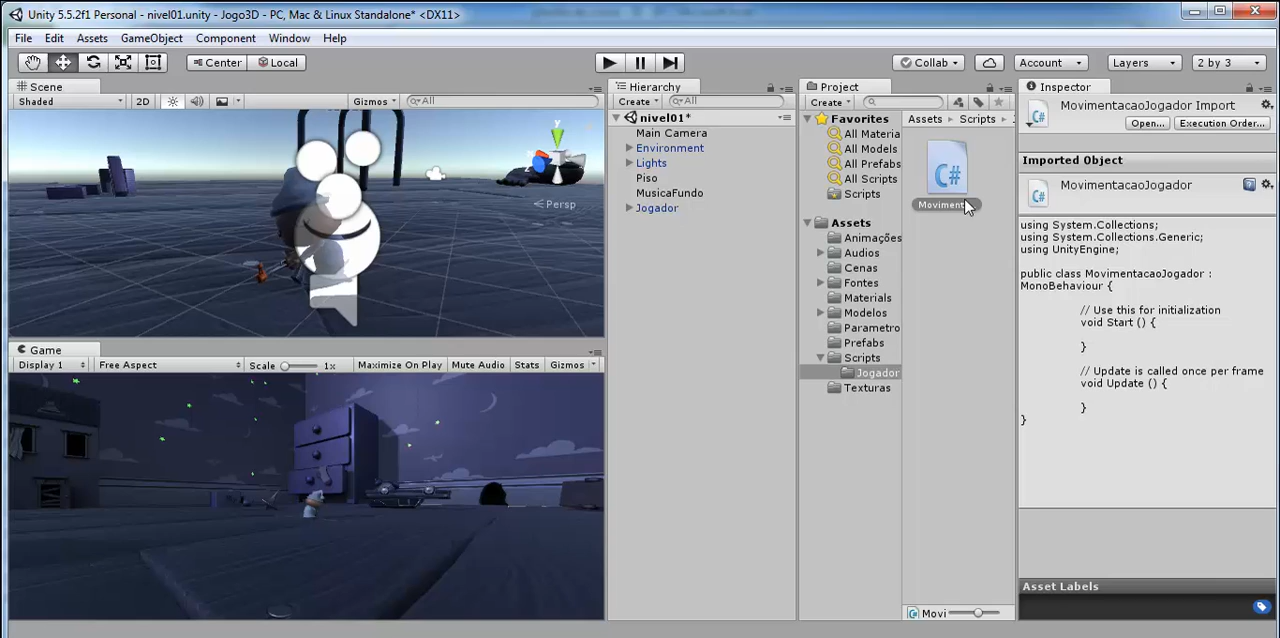 Unity 5.5.2f1 Personal - nivel01.unity - Jogo3D - PC, Mac & Linux Standalone* <DX11>
File Edit Assets GameObject Component Window Help
Center Local Collab Account Layers 2 by 3
Scene
Shaded 2D Gizmos All
y
Persp
Game
Display 1 Free Aspect Scale 1x Maximize On Play Mute Audio Stats Gizmos
Hierarchy
Create All
nivel01*
Main Camera
Environment
Lights
Piso
MusicaFundo
Jogador
Project
Create
Favorites
All Materia
All Models
All Prefabs
All Scripts
Scripts
Assets
Animações
Audios
Cenas
Fontes
Materials
Modelos
Parametro
Prefabs
Scripts
Jogador
Texturas
Assets Scripts
C#
Moviment
Movi
Inspector
MovimentacaoJogador Import
Open... Execution Order...
Imported Object
MovimentacaoJogador
using System.Collections;
using System.Collections.Generic;
using UnityEngine;
public class MovimentacaoJogador :
MonoBehaviour {
// Use this for initialization
void Start () {
}
// Update is called once per frame
void Update () {
}
}
Asset Labels